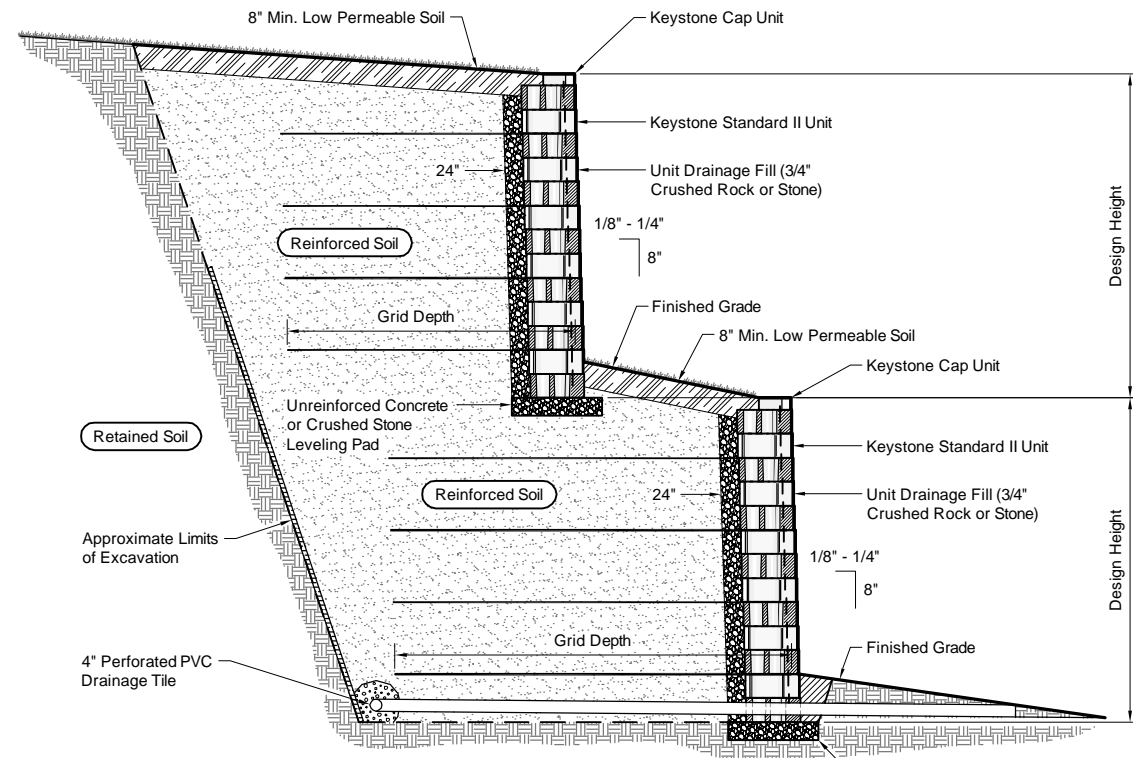 8" Min. Low Permeable Soil
Keystone Cap Unit
Keystone Standard II Unit
24"
Unit Drainage Fill (3/4"
Crushed Rock or Stone)
1/8" - 1/4"
8"
Design Height
Reinforced Soil
Finished Grade
Grid Depth
8" Min. Low Permeable Soil
Keystone Cap Unit
Unreinforced Concrete
or Crushed Stone
Leveling Pad
Retained Soil
Keystone Standard II Unit
Reinforced Soil
24"
Unit Drainage Fill (3/4"
Crushed Rock or Stone)
Approximate Limits
of Excavation
1/8" - 1/4"
8"
Design Height
Grid Depth
Finished Grade
4" Perforated PVC
Drainage Tile